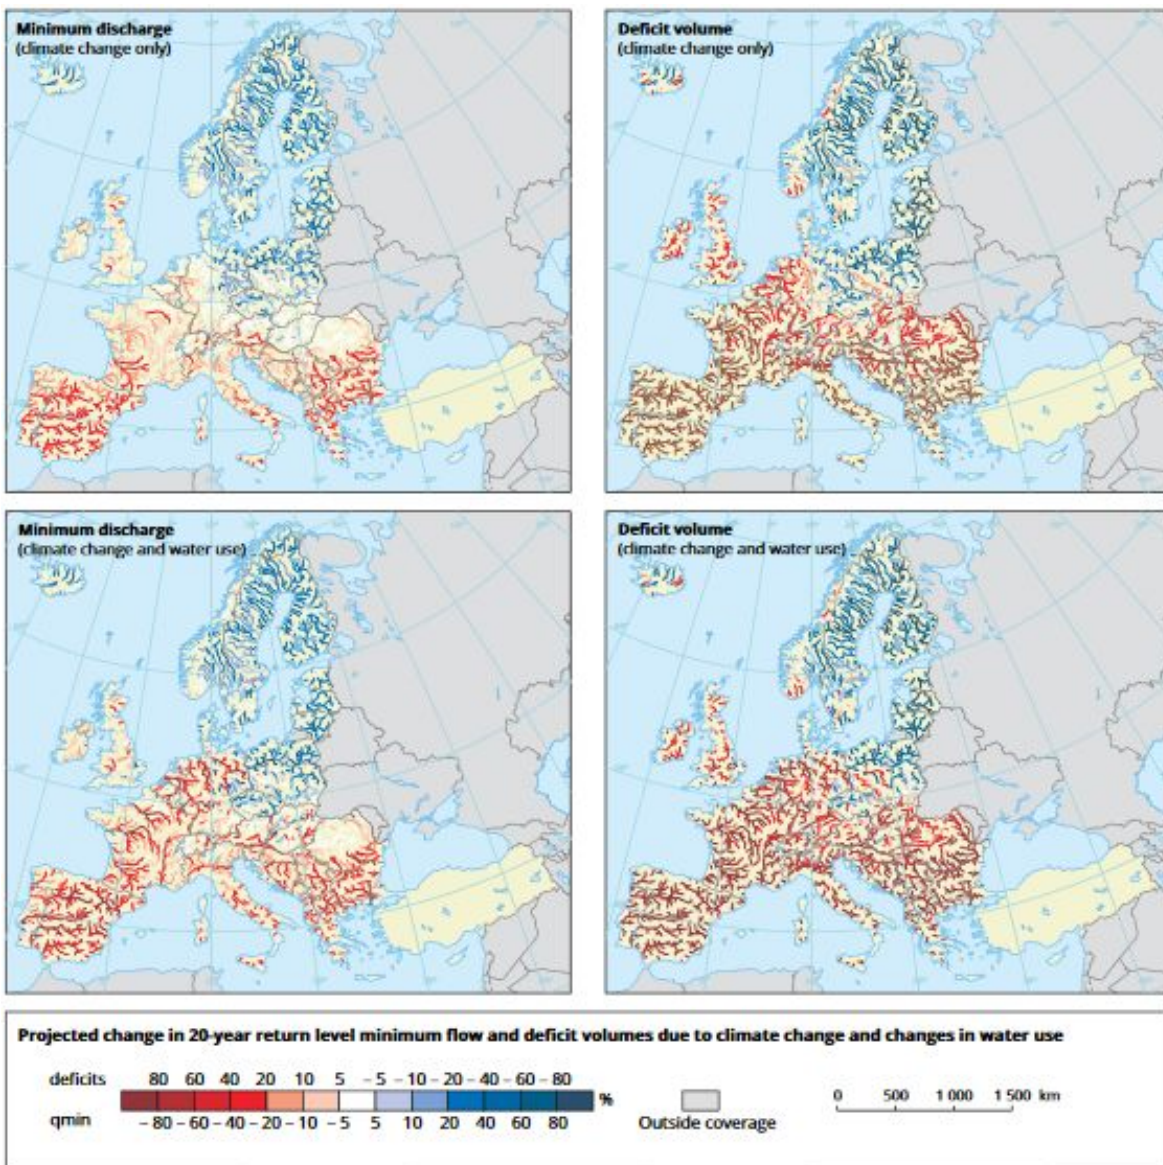 Minimum discharge
(climate change only)
Deficit volume
(climate change only)
Minimum discharge
(climate change and water use)
Deficit volume
(climate change and water use)
Projected change in 20-year return level minimum flow and deficit volumes due to climate change and changes in water use
deficits 80 60 40 20 10 5 – 5 – 10 – 20 – 40 – 60 – 80
%
qmin – 80 – 60 – 40 – 20 – 10 – 5 5 10 20 40 60 80
Outside coverage
0 500 1 000 1 500 km